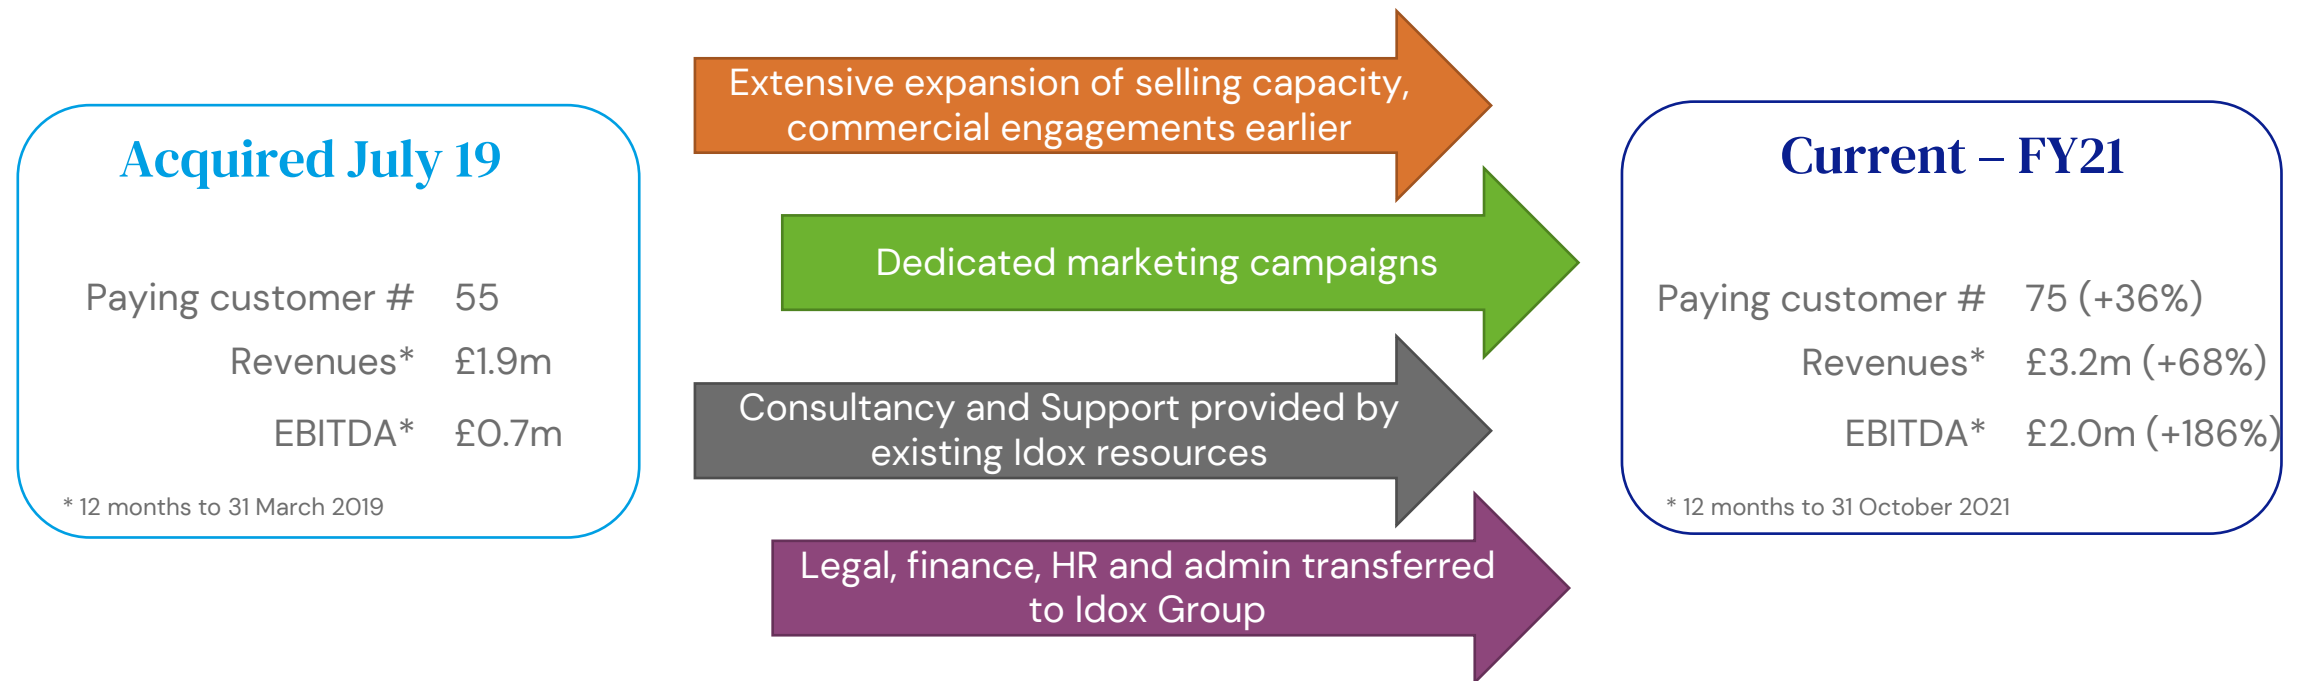 Acquired July 19
Paying customer # 55
Revenues* £1.9m
EBITDA* £0.7m
* 12 months to 31 March 2019
Extensive expansion of selling capacity,
commercial engagements earlier
Dedicated marketing campaigns
Consultancy and Support provided by
existing Idox resources
Legal, finance, HR and admin transferred
to Idox Group
Current – FY21
Paying customer # 75 (+36%)
Revenues* £3.2m (+68%)
EBITDA* £2.0m (+186%)
* 12 months to 31 October 2021